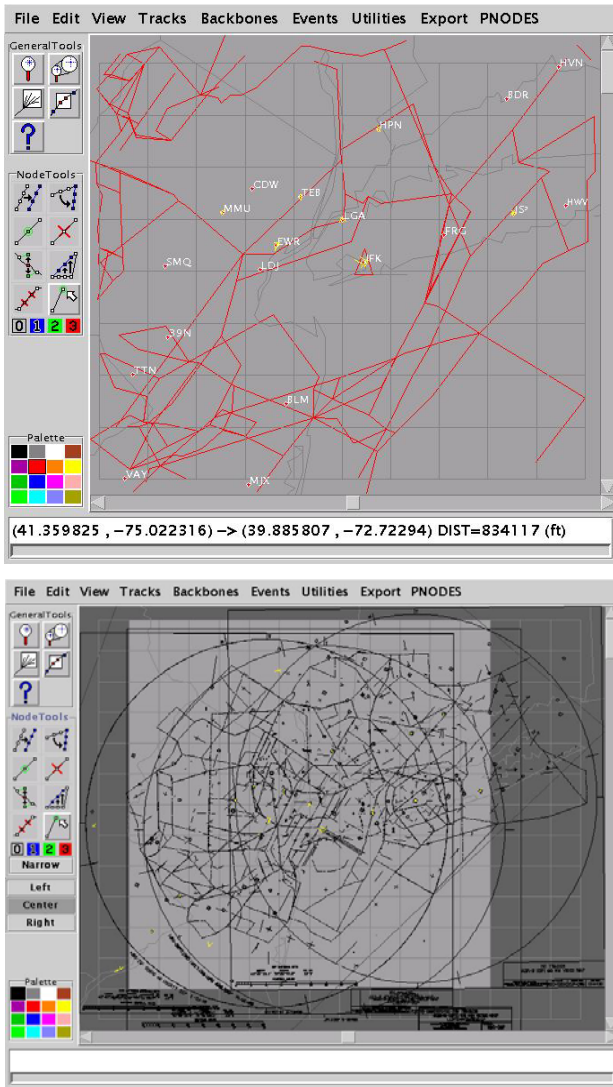 File Edit View Tracks Backbones Events Utilities Export PNODES
GeneralTools
NodeTools
0 1 2 3
Palette
HVN
BDR
HPN
CDW
TEB
MMU
LGA
ISP
HWV
EWR
FRG
SMQ
LDJ
JFK
39N
TTN
BLM
VAY
MJX
(41.359825 , −75.022316) −> (39.885807 , −72.72294) DIST=834117 (ft)
File Edit View Tracks Backbones Events Utilities Export PNODES
GeneralTools
NodeTools
0 1 2 3
Narrow
Left
Center
Right
Palette